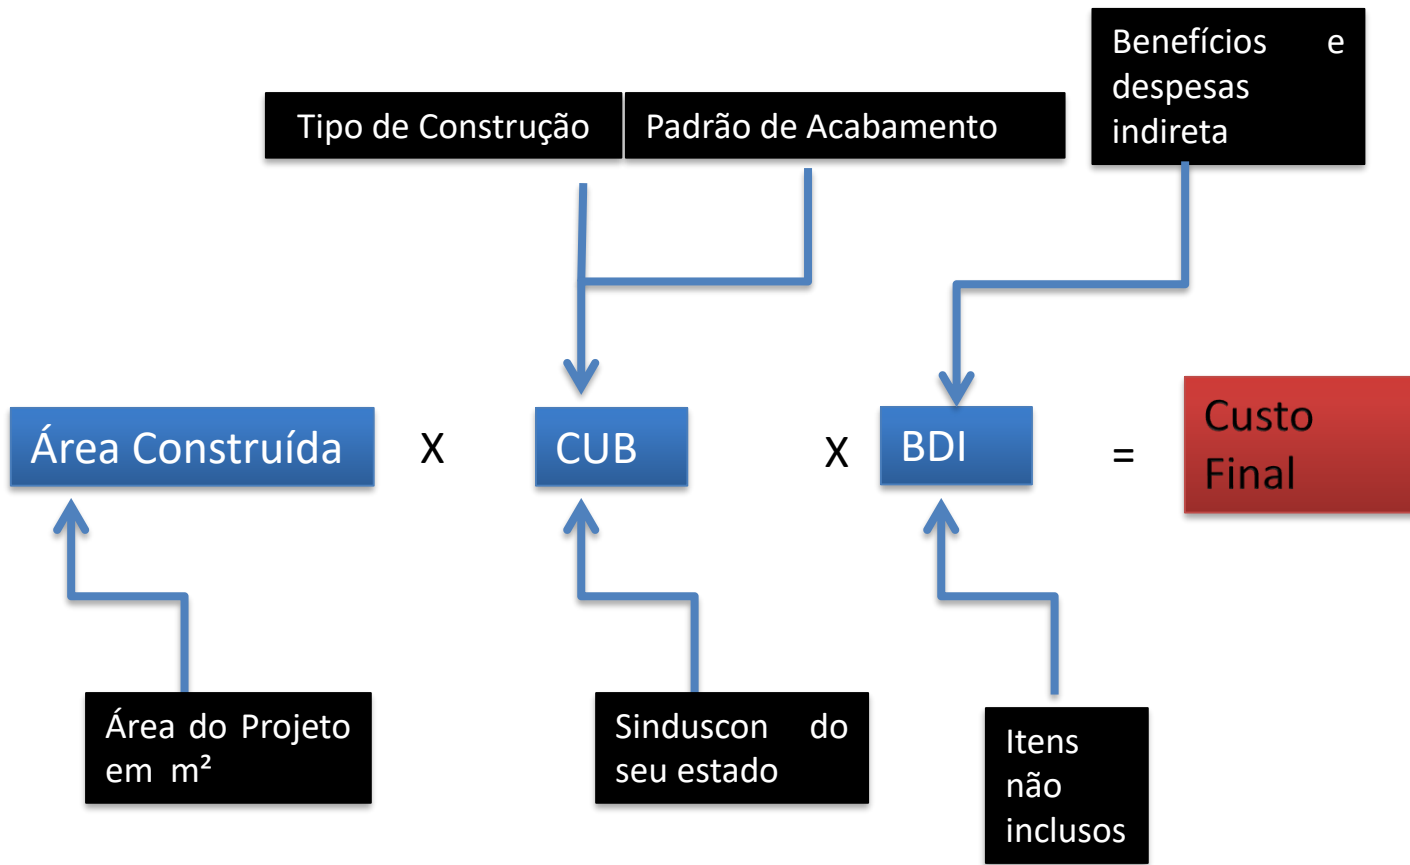 Benefícios e
despesas
indireta
Tipo de Construção
Padrão de Acabamento
Área Construída
X
CUB
X
BDI
=
Custo
Final
Área do Projeto
em m²
Sinduscon do
seu estado
Itens
não
inclusos